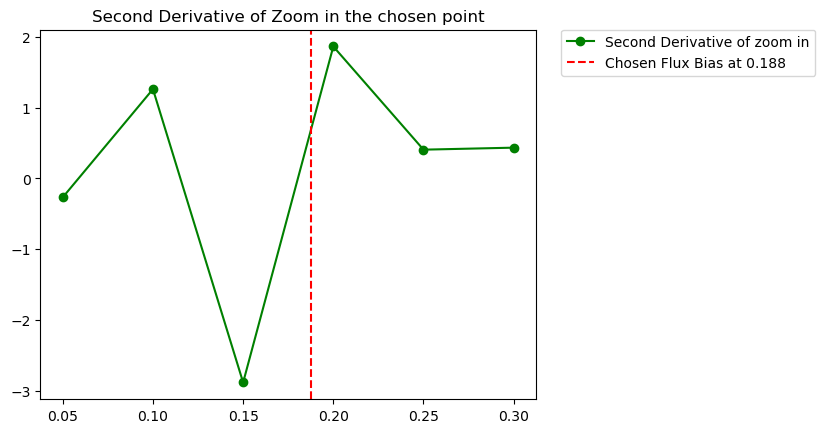 Second Derivative of Zoom in the chosen point
Second Derivative of zoom in
Chosen Flux Bias at 0.188
2
1
0
−1
−2
−3
0.05 0.10 0.15 0.20 0.25 0.30